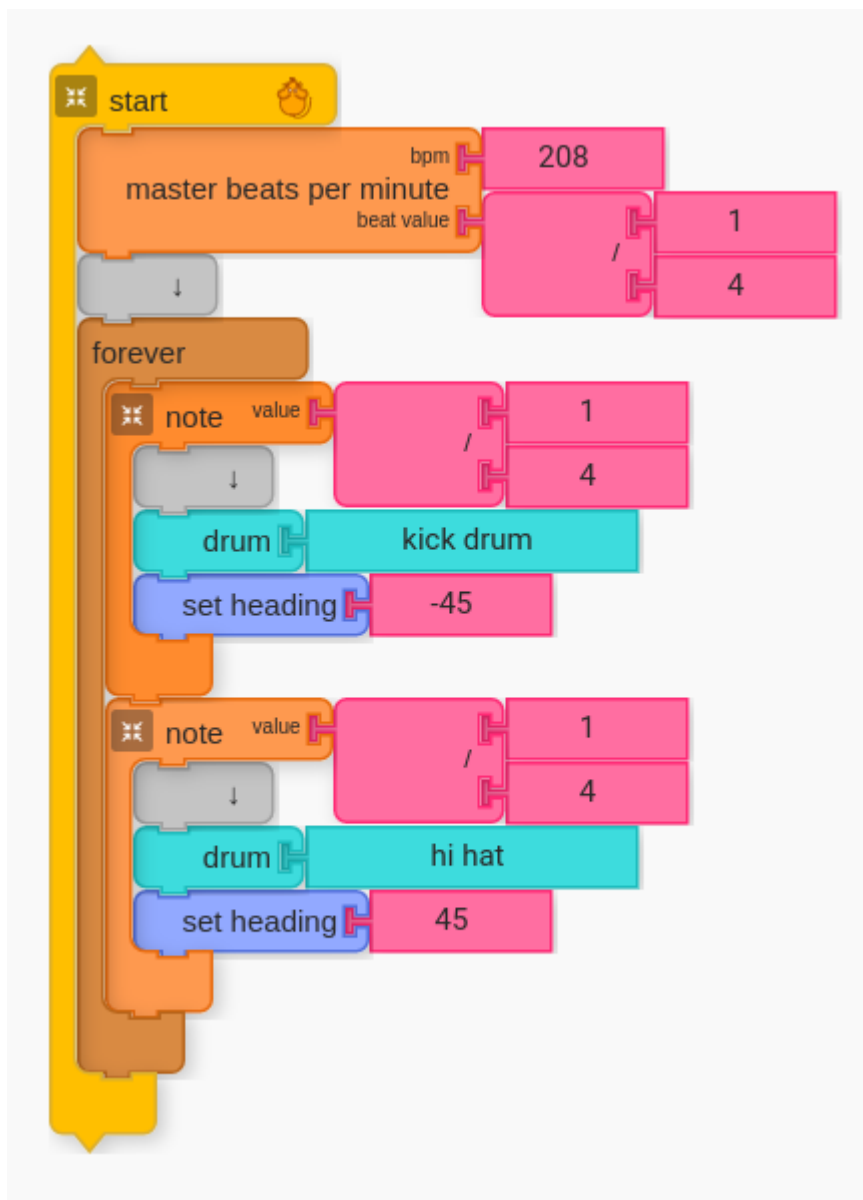 start
bpm 208
master beats per minute
beat value 1
/
4
↓
forever
note value 1
/
4
↓
drum kick drum
set heading -45
note value 1
/
4
↓
drum hi hat
set heading 45